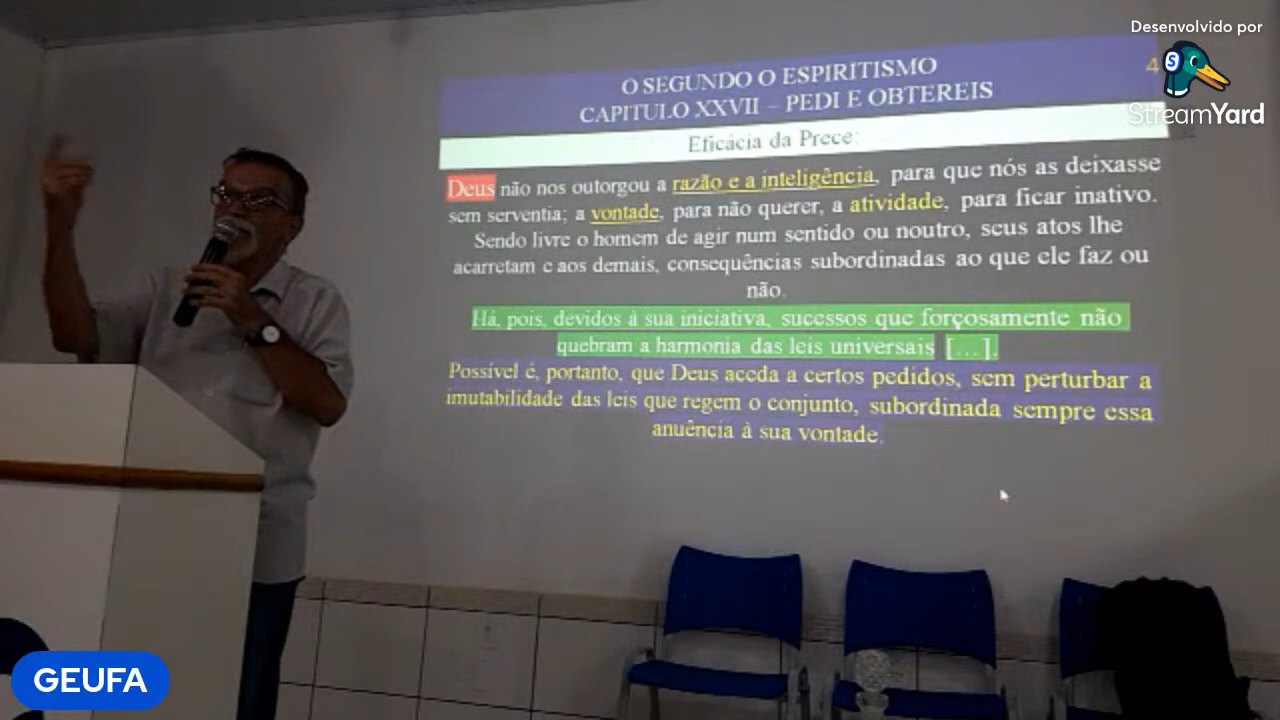 Desenvolvido por
StreamYard
4
O SEGUNDO O ESPIRITISMO
CAPITULO XXVII – PEDI E OBTEREIS
Eficácia da Prece:
Deus não nos outorgou a razão e a inteligência, para que nós as deixasse
sem serventia; a vontade, para não querer, a atividade, para ficar inativo.
Sendo livre o homem de agir num sentido ou noutro, seus atos lhe
acarretam e aos demais, consequências subordinadas ao que ele faz ou
não.
Há, pois, devidos à sua iniciativa, sucessos que forçosamente não
quebram a harmonia das leis universais [...].
Possível é, portanto, que Deus aceda a certos pedidos, sem perturbar a
imutabilidade das leis que regem o conjunto, subordinada sempre essa
anuência à sua vontade.
GEUFA